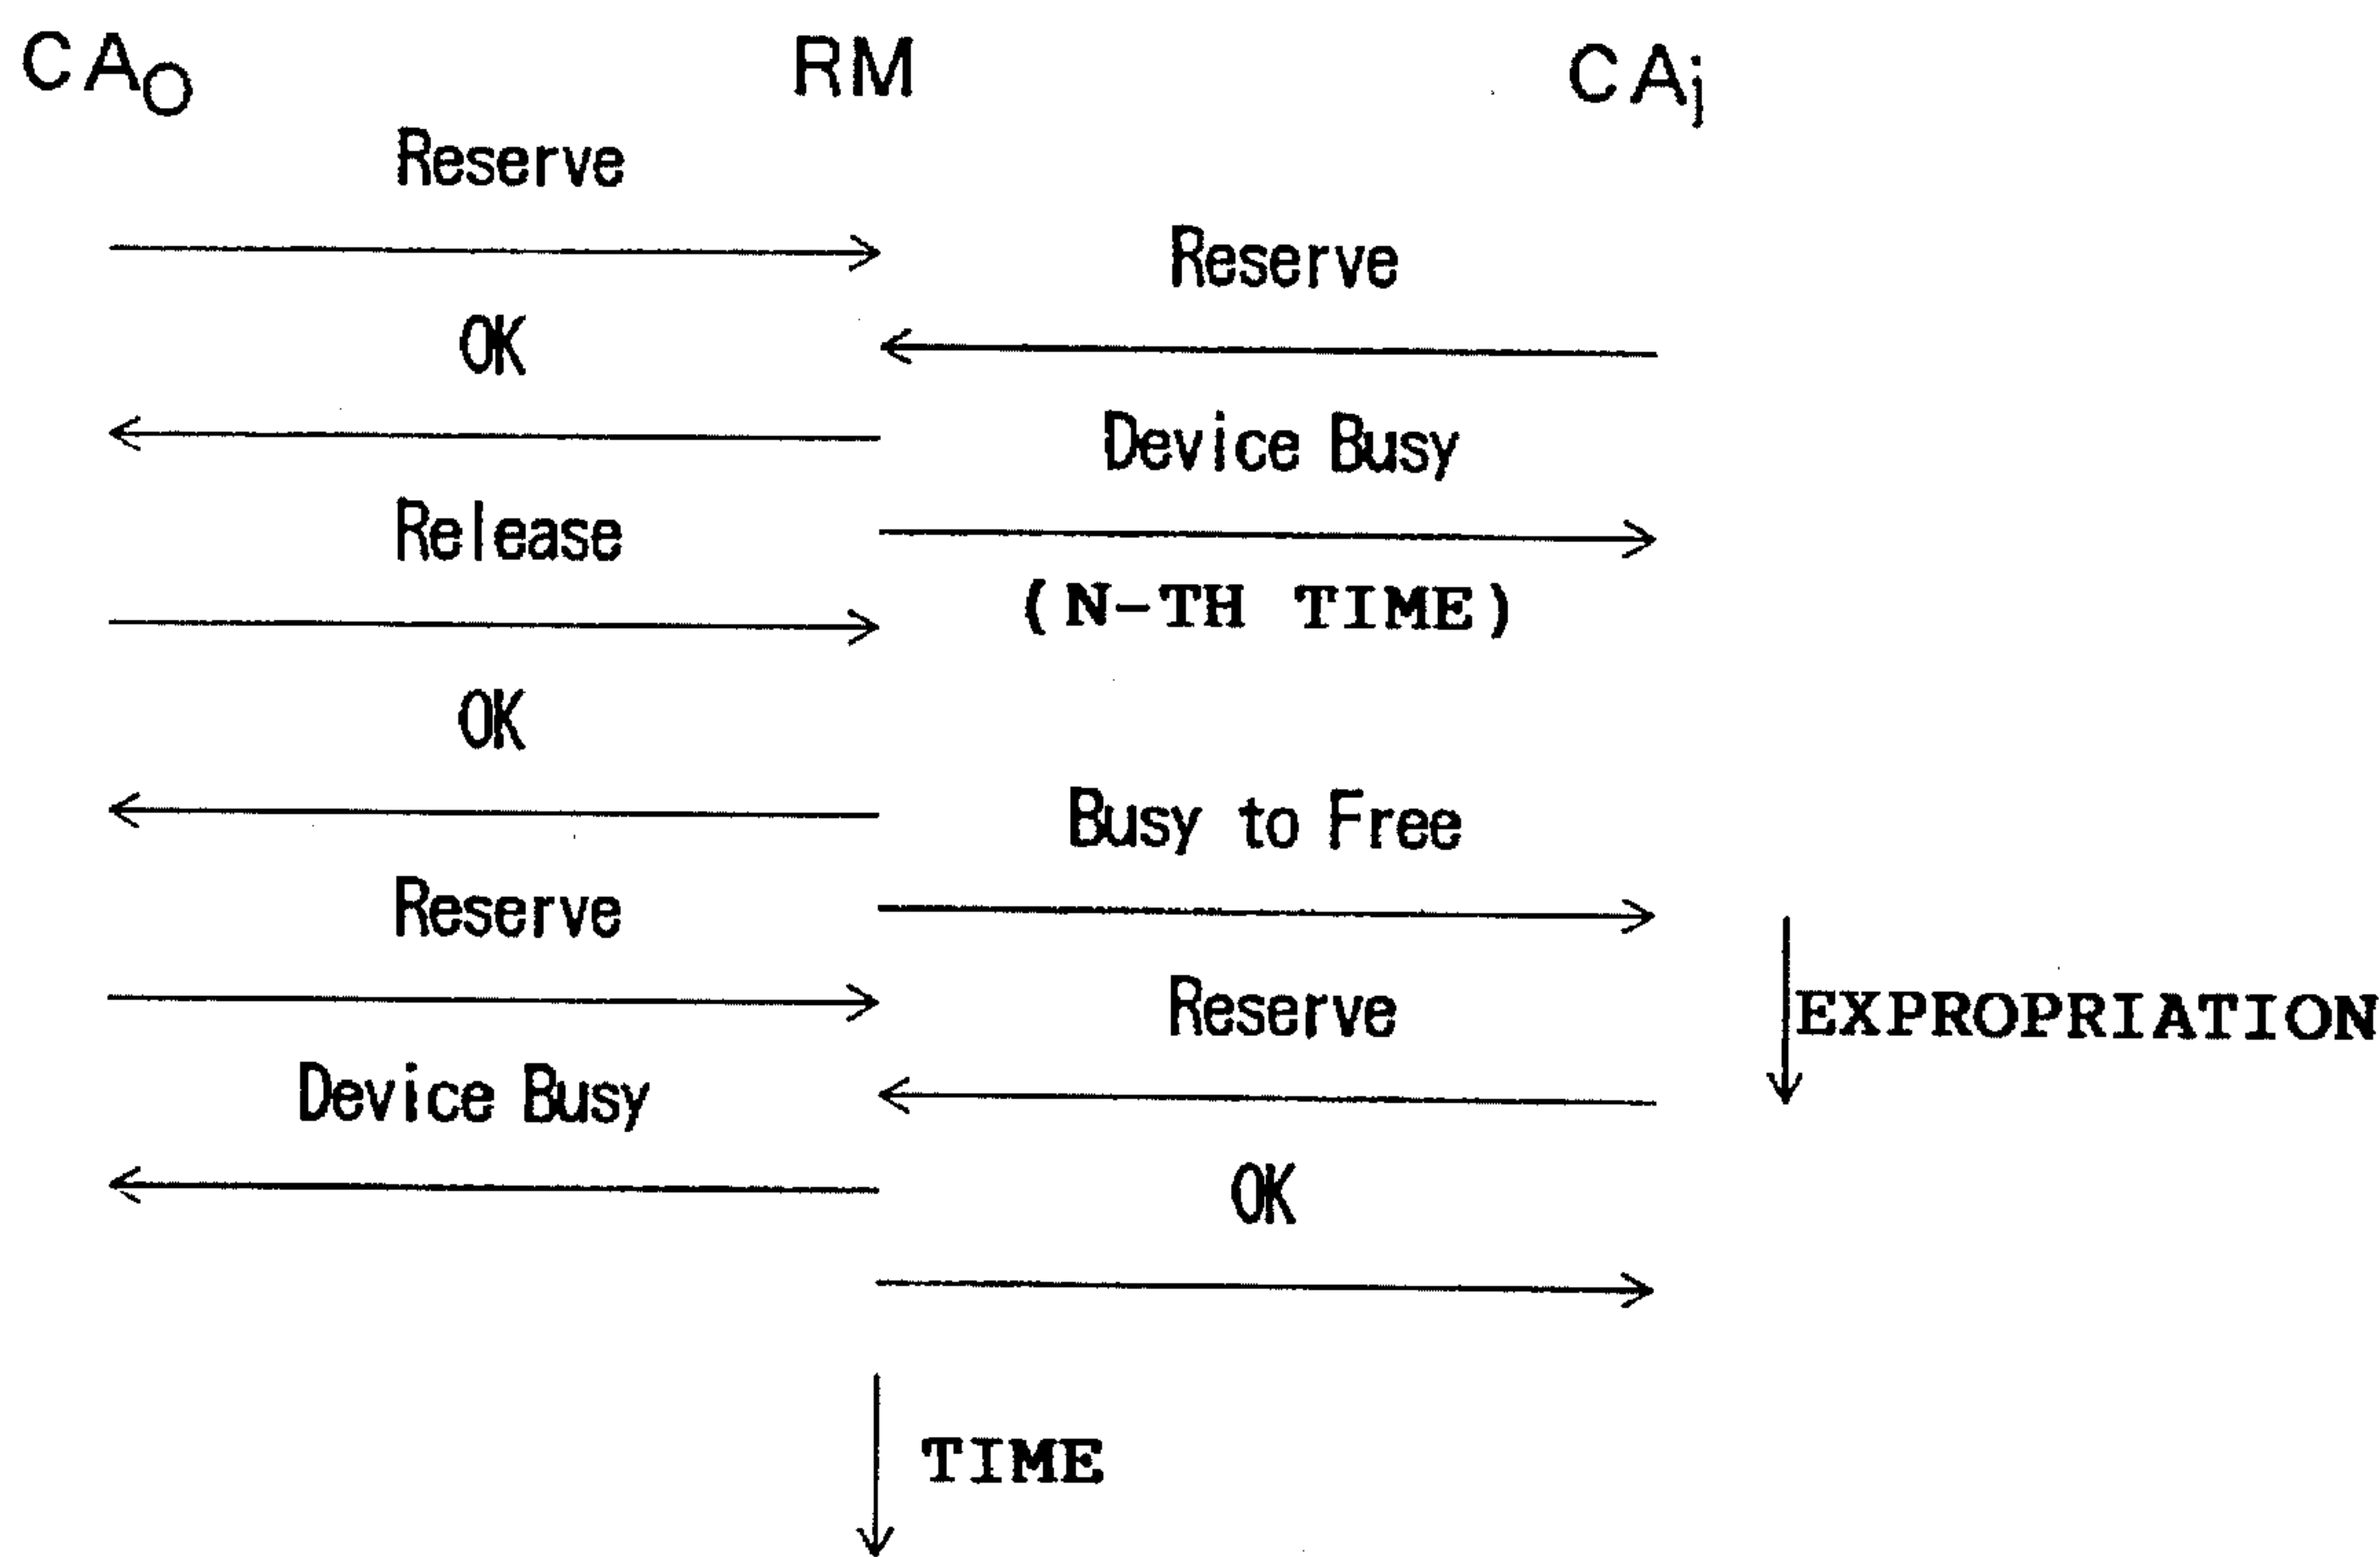 CA0 RM CAj
Reserve
Reserve
OK
Device Busy
Release
(N-TH TIME)
OK
Busy to Free
Reserve
Reserve
EXPROPRIATION
Device Busy
OK
TIME